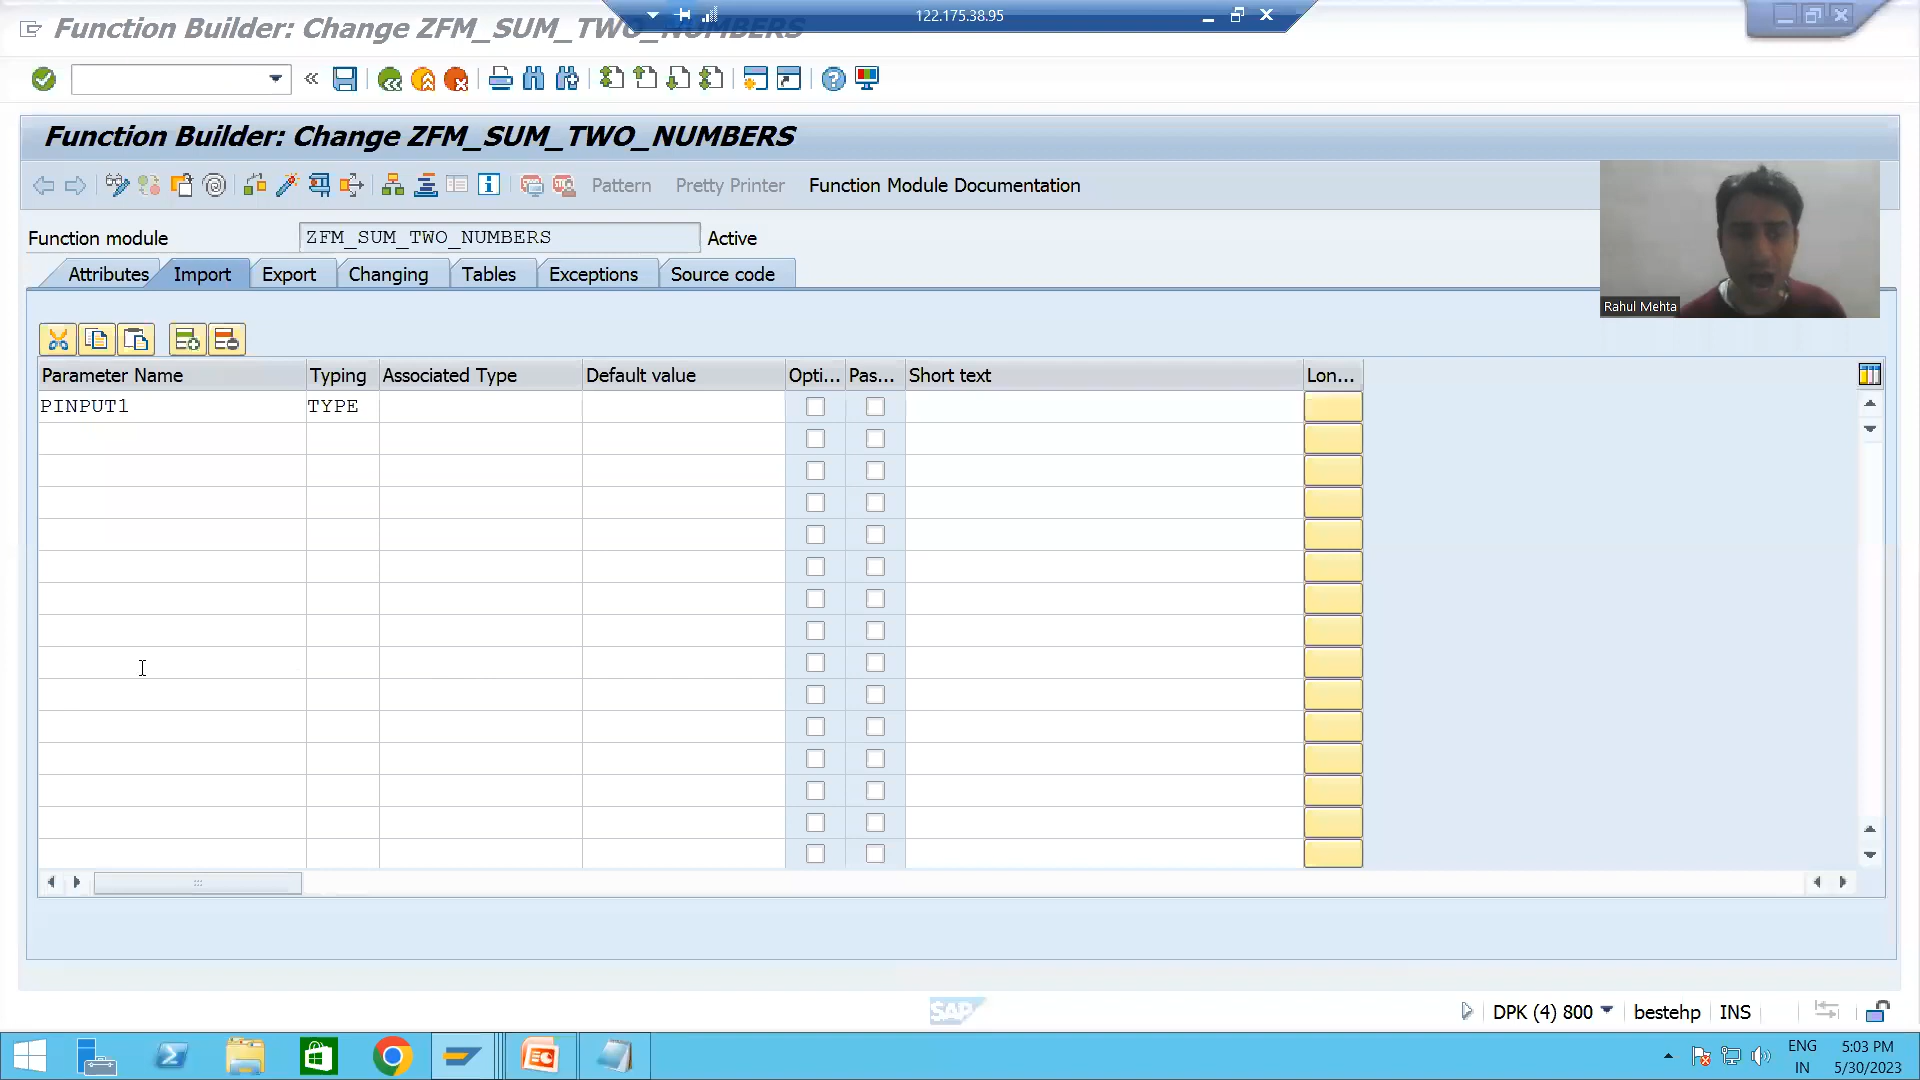 Function Builder: Change ZFM_SUM_TWO_NUMBERS
122.175.38.95
Function Builder: Change ZFM_SUM_TWO_NUMBERS
Pattern Pretty Printer Function Module Documentation
Function module ZFM_SUM_TWO_NUMBERS Active
Attributes Import Export Changing Tables Exceptions Source code
Rahul Mehta
Parameter Name Typing Associated Type Default value Opti... Pas... Short text Lon...
PINPUT1 TYPE
SAP
DPK (4) 800 bestehp INS
ENG 5:03 PM
IN 5/30/2023